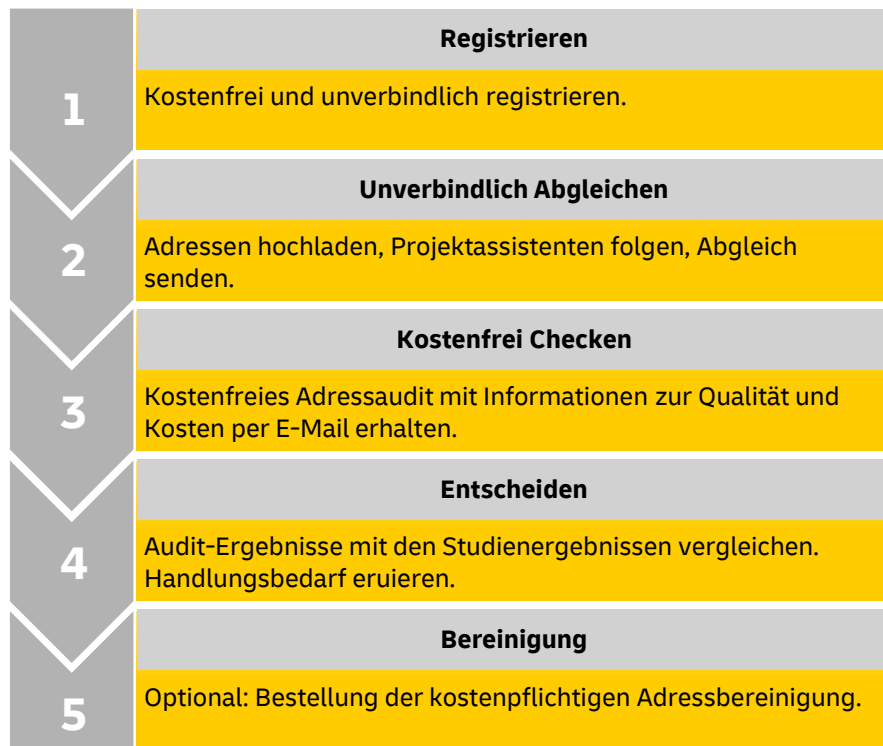 Registrieren
1
Kostenfrei und unverbindlich registrieren.
Unverbindlich Abgleichen
2
Adressen hochladen, Projektassistenten folgen, Abgleich
senden.
Kostenfrei Checken
3
Kostenfreies Adressaudit mit Informationen zur Qualität und
Kosten per E-Mail erhalten.
Entscheiden
4
Audit-Ergebnisse mit den Studienergebnissen vergleichen.
Handlungsbedarf eruieren.
Bereinigung
5
Optional: Bestellung der kostenpflichtigen Adressbereinigung.